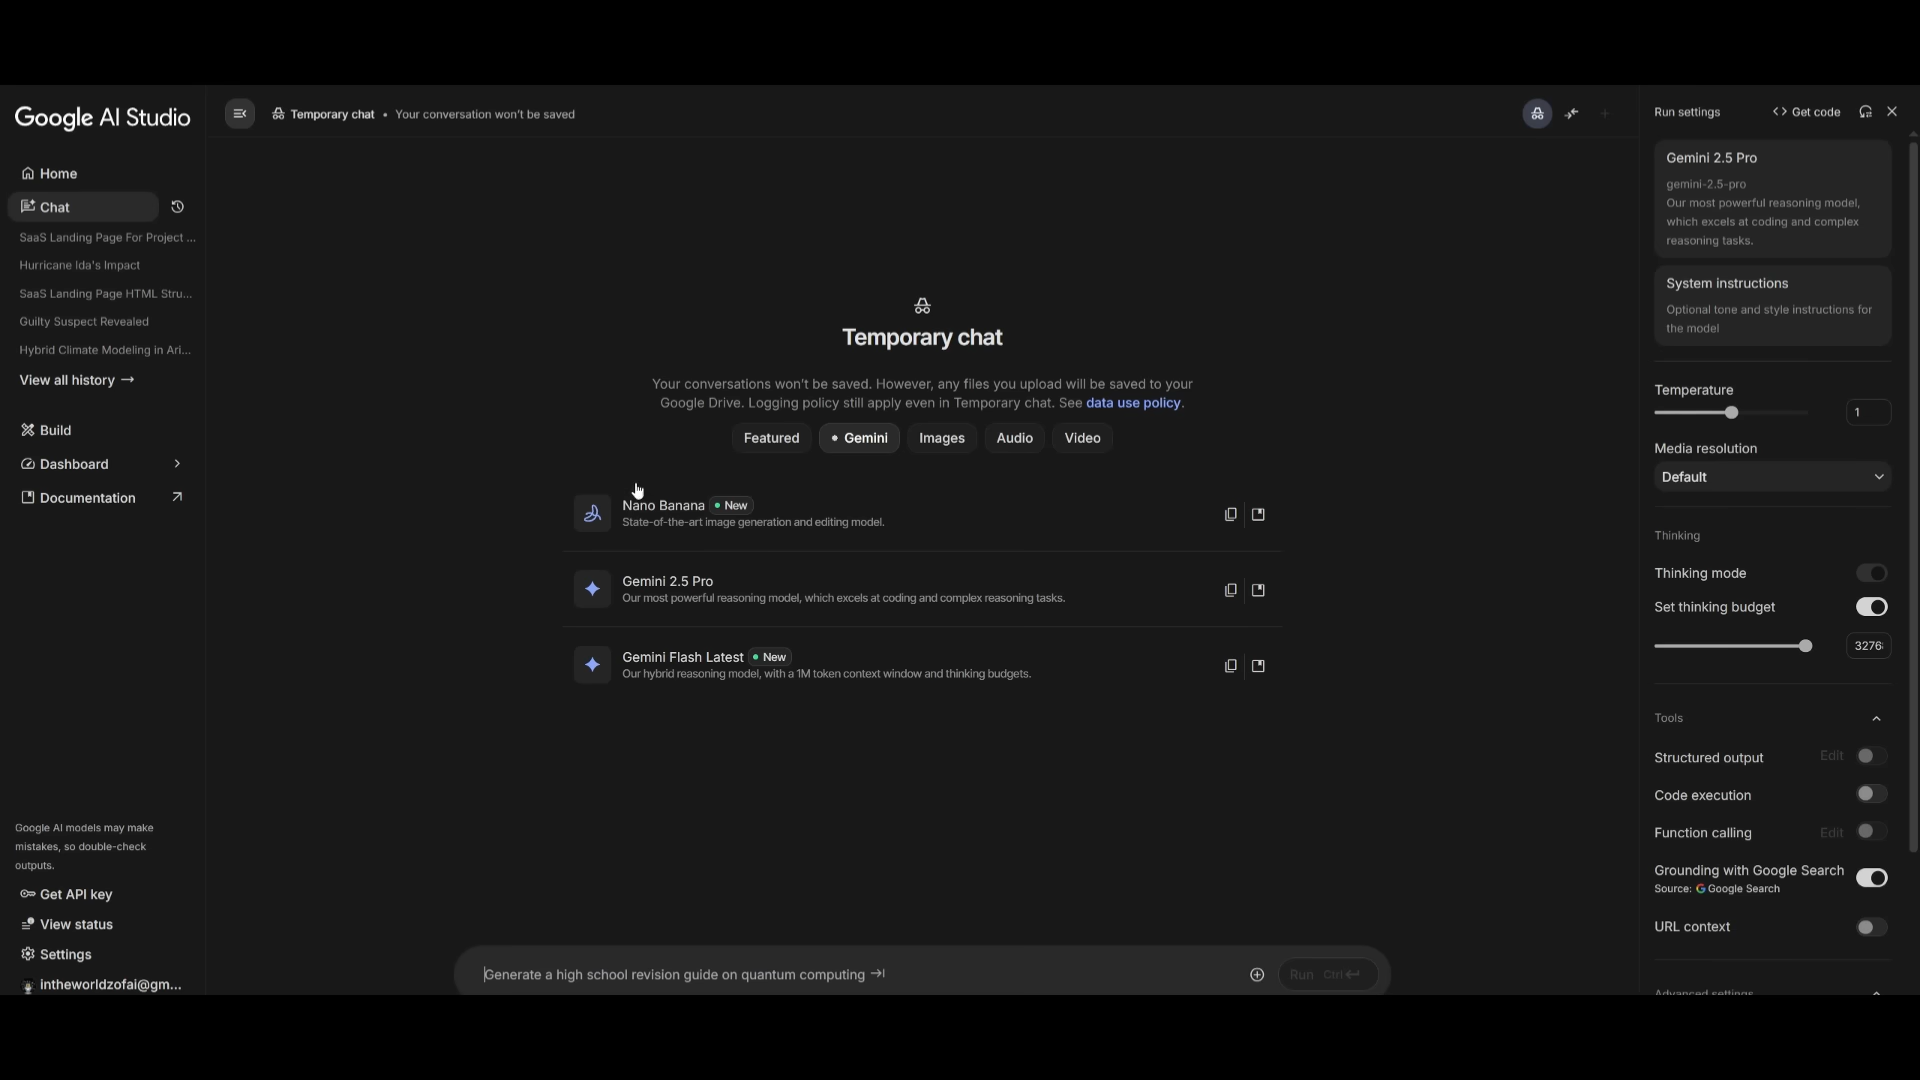 Google AI Studio
Home
Chat
SaaS Landing Page For Project ...
Hurricane Ida's Impact
SaaS Landing Page HTML Stru...
Guilty Suspect Revealed
Hybrid Climate Modeling in Ari...
View all history →
Build
Dashboard
Documentation
Google AI models may make
mistakes, so double-check
outputs.
Get API key
View status
Settings
intheworldzofai@gm...
Temporary chat • Your conversation won't be saved
Temporary chat
Your conversations won't be saved. However, any files you upload will be saved to your
Google Drive. Logging policy still apply even in Temporary chat. See data use policy.
Featured
Gemini
Images
Audio
Video
Nano Banana • New
State-of-the-art image generation and editing model.
Gemini 2.5 Pro
Our most powerful reasoning model, which excels at coding and complex reasoning tasks.
Gemini Flash Latest • New
Our hybrid reasoning model, with a 1M token context window and thinking budgets.
Generate a high school revision guide on quantum computing
Run Ctrl
Run settings
<> Get code
Gemini 2.5 Pro
gemini-2.5-pro
Our most powerful reasoning model,
which excels at coding and complex
reasoning tasks.
System instructions
Optional tone and style instructions for
the model
Temperature
1
Media resolution
Default
Thinking
Thinking mode
Set thinking budget
3276
Tools
Structured output Edit
Code execution
Function calling Edit
Grounding with Google Search
Source: Google Search
URL context
Advanced settings